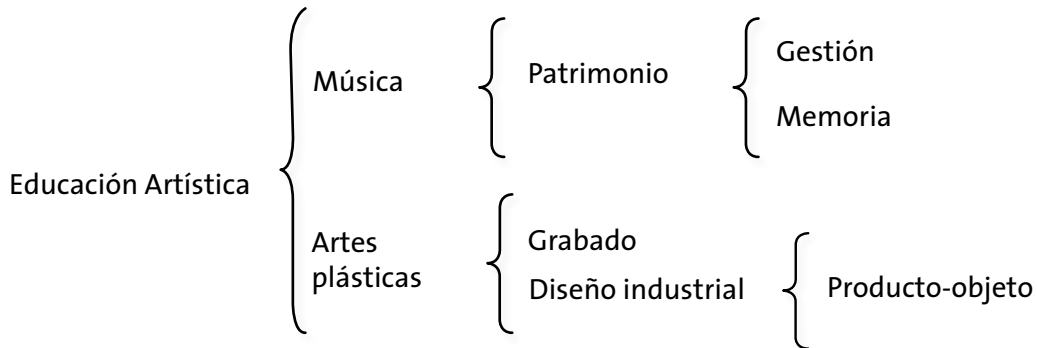 Educación Artística
Música
Patrimonio
Gestión
Memoria
Artes
plásticas
Grabado
Diseño industrial
Producto-objeto